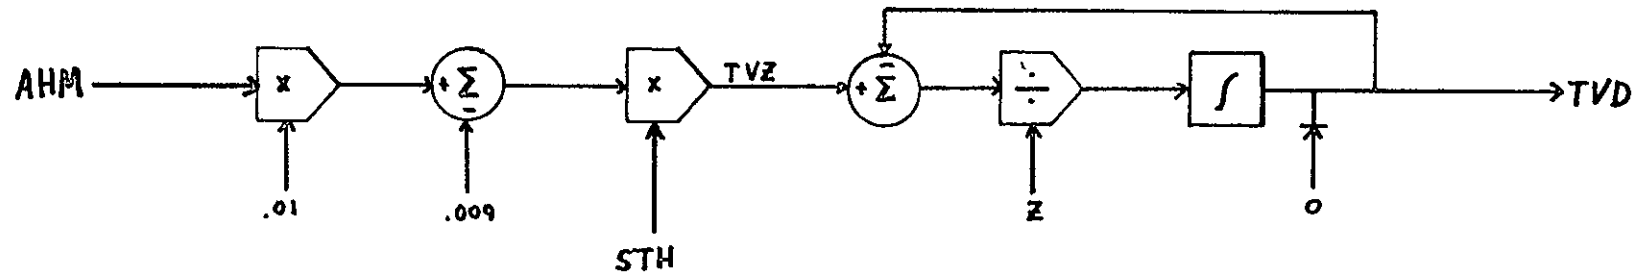 AHM
x
.01
+ Σ -
.009
x
STH
TVZ
+ Σ -
÷
Z
∫
0
TVD